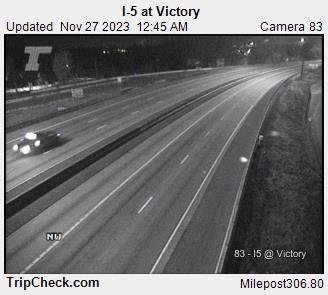 I-5 at Victory
Updated Nov 27 2023 12:45 AM Camera 83
T
NW
83 - I5 @ Victory
TripCheck.com Milepost306.80